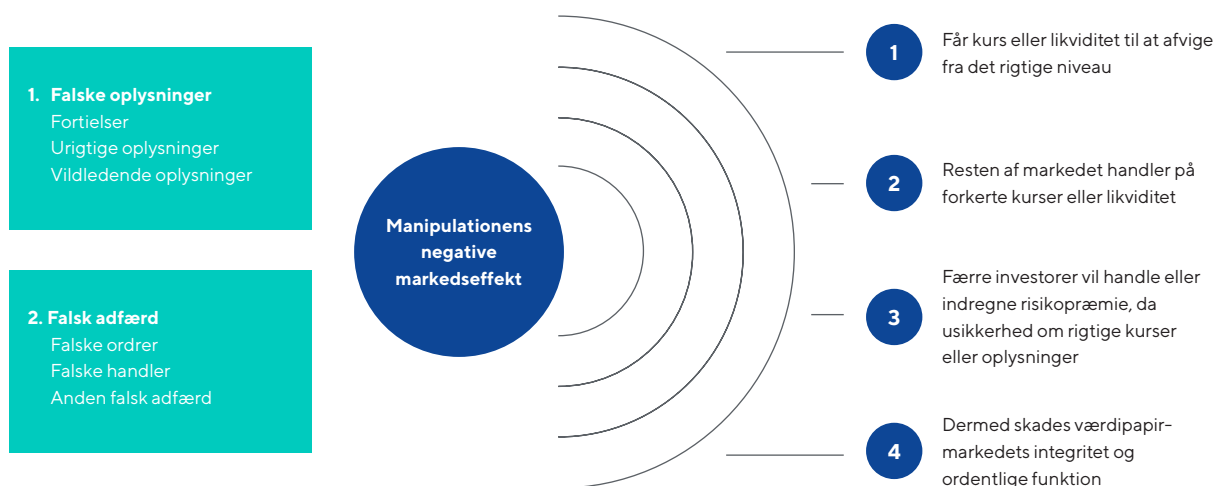 1. Falske oplysninger
Fortielser
Urigtige oplysninger
Vildledende oplysninger
2. Falsk adfærd
Falske ordrer
Falske handler
Anden falsk adfærd
Manipulationens
negative
markedseffekt
1
Får kurs eller likviditet til at afvige
fra det rigtige niveau
2
Resten af markedet handler på
forkerte kurser eller likviditet
3
Færre investorer vil handle eller
indregne risikopræmie, da
usikkerhed om rigtige kurser
eller oplysninger
4
Dermed skades værdipapir-
markedets integritet og
ordentlige funktion